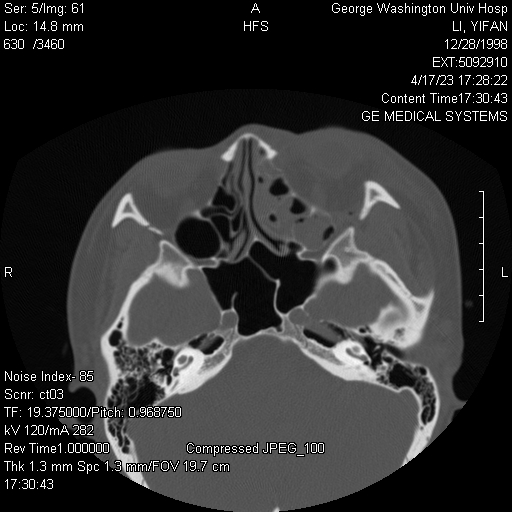 Ser: 5/Img: 61
Loc: 14.8 mm
630 /3460
A
HFS
George Washington Univ Hosp
LI, YIFAN
12/28/1998
EXT:5092910
4/17/23 17:28:22
Content Time17:30:43
GE MEDICAL SYSTEMS
R
L
Noise Index- 85
Scnr: ct03
TF: 19.375000/Pitch: 0.968750
kV 120/mA 282
Rev Time1.000000
Compressed JPEG_100
Thk 1.3 mm Spc 1.3 mm/FOV 19.7 cm
17:30:43